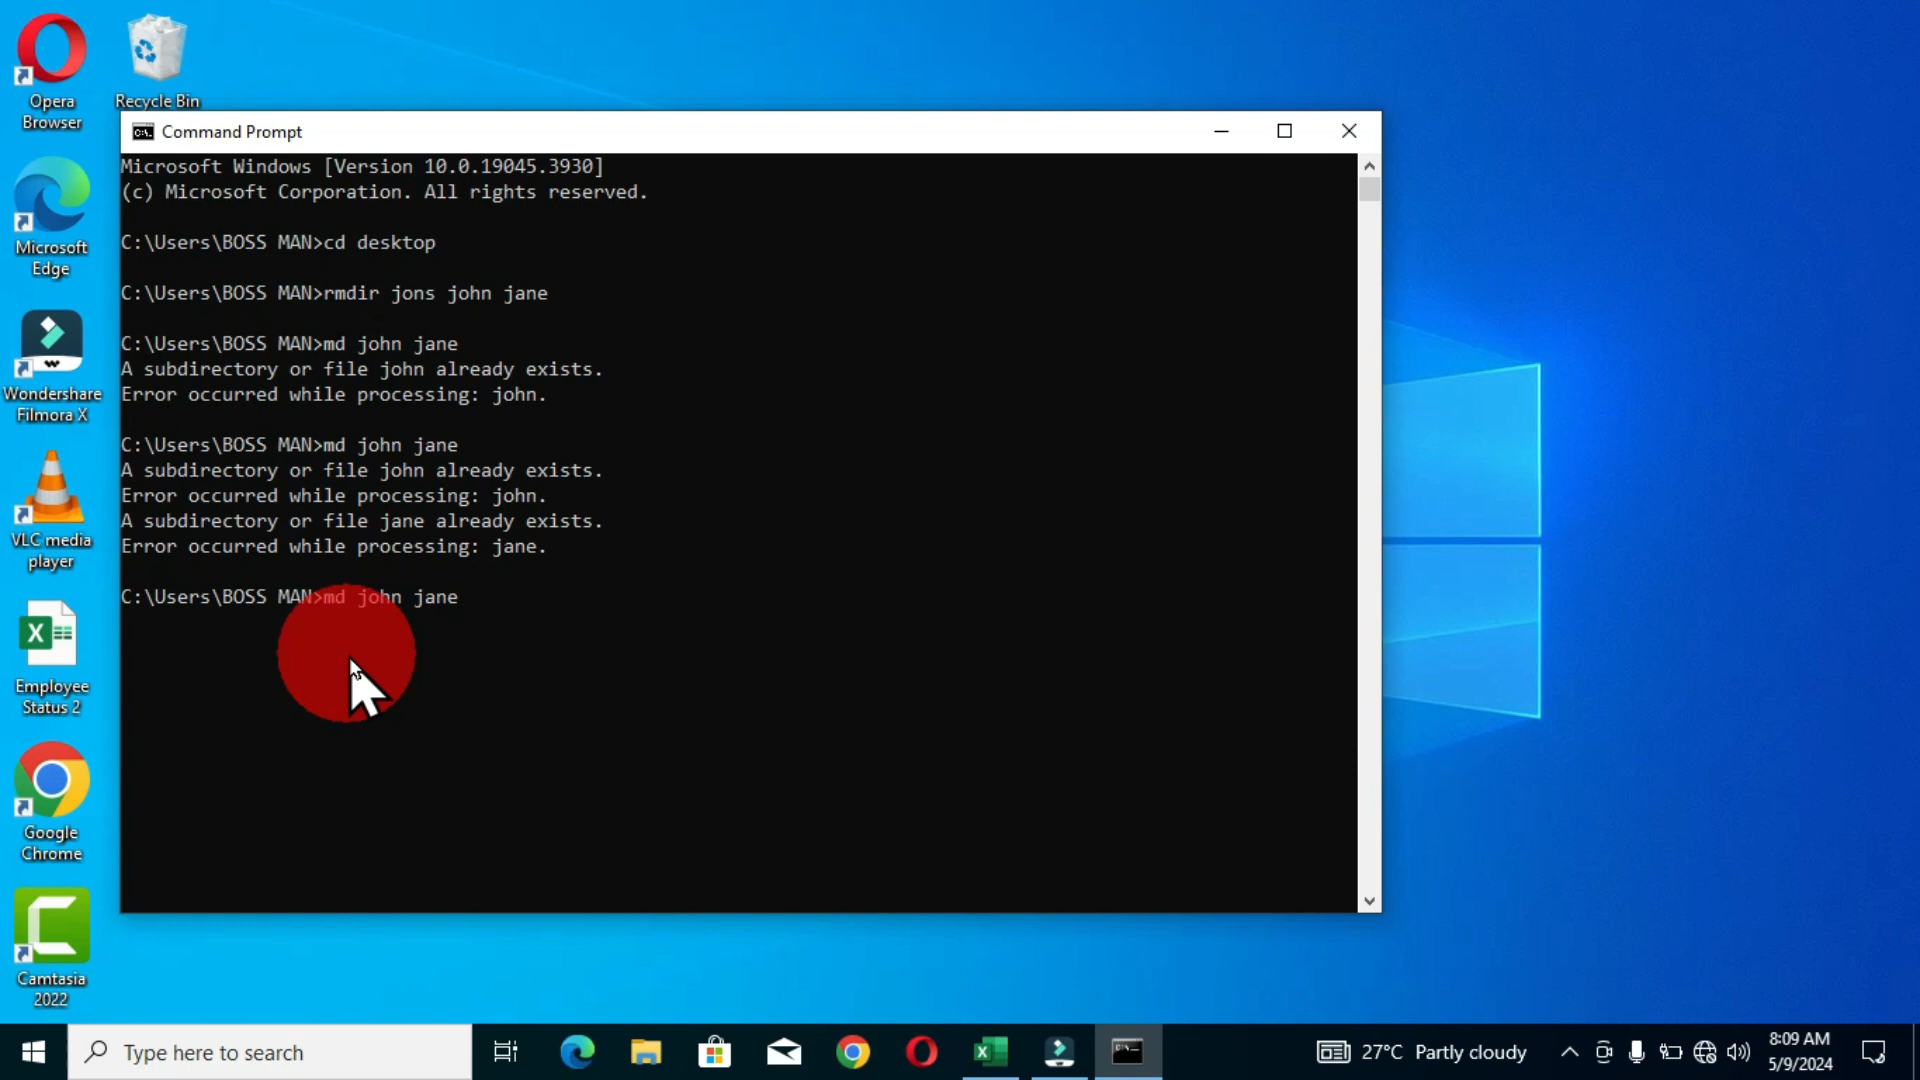 Opera
Browser
Recycle Bin
Microsoft
Edge
Wondershare
Filmora X
VLC media
player
Employee
Status 2
Google
Chrome
Camtasia
2022
Command Prompt
Microsoft Windows [Version 10.0.19045.3930]
(c) Microsoft Corporation. All rights reserved.
C:\Users\BOSS MAN>cd desktop
C:\Users\BOSS MAN>rmdir jons john jane
C:\Users\BOSS MAN>md john jane
A subdirectory or file john already exists.
Error occurred while processing: john.
C:\Users\BOSS MAN>md john jane
A subdirectory or file john already exists.
Error occurred while processing: john.
A subdirectory or file jane already exists.
Error occurred while processing: jane.
C:\Users\BOSS MAN>md john jane
Type here to search
27°C Partly cloudy
8:09 AM
5/9/2024